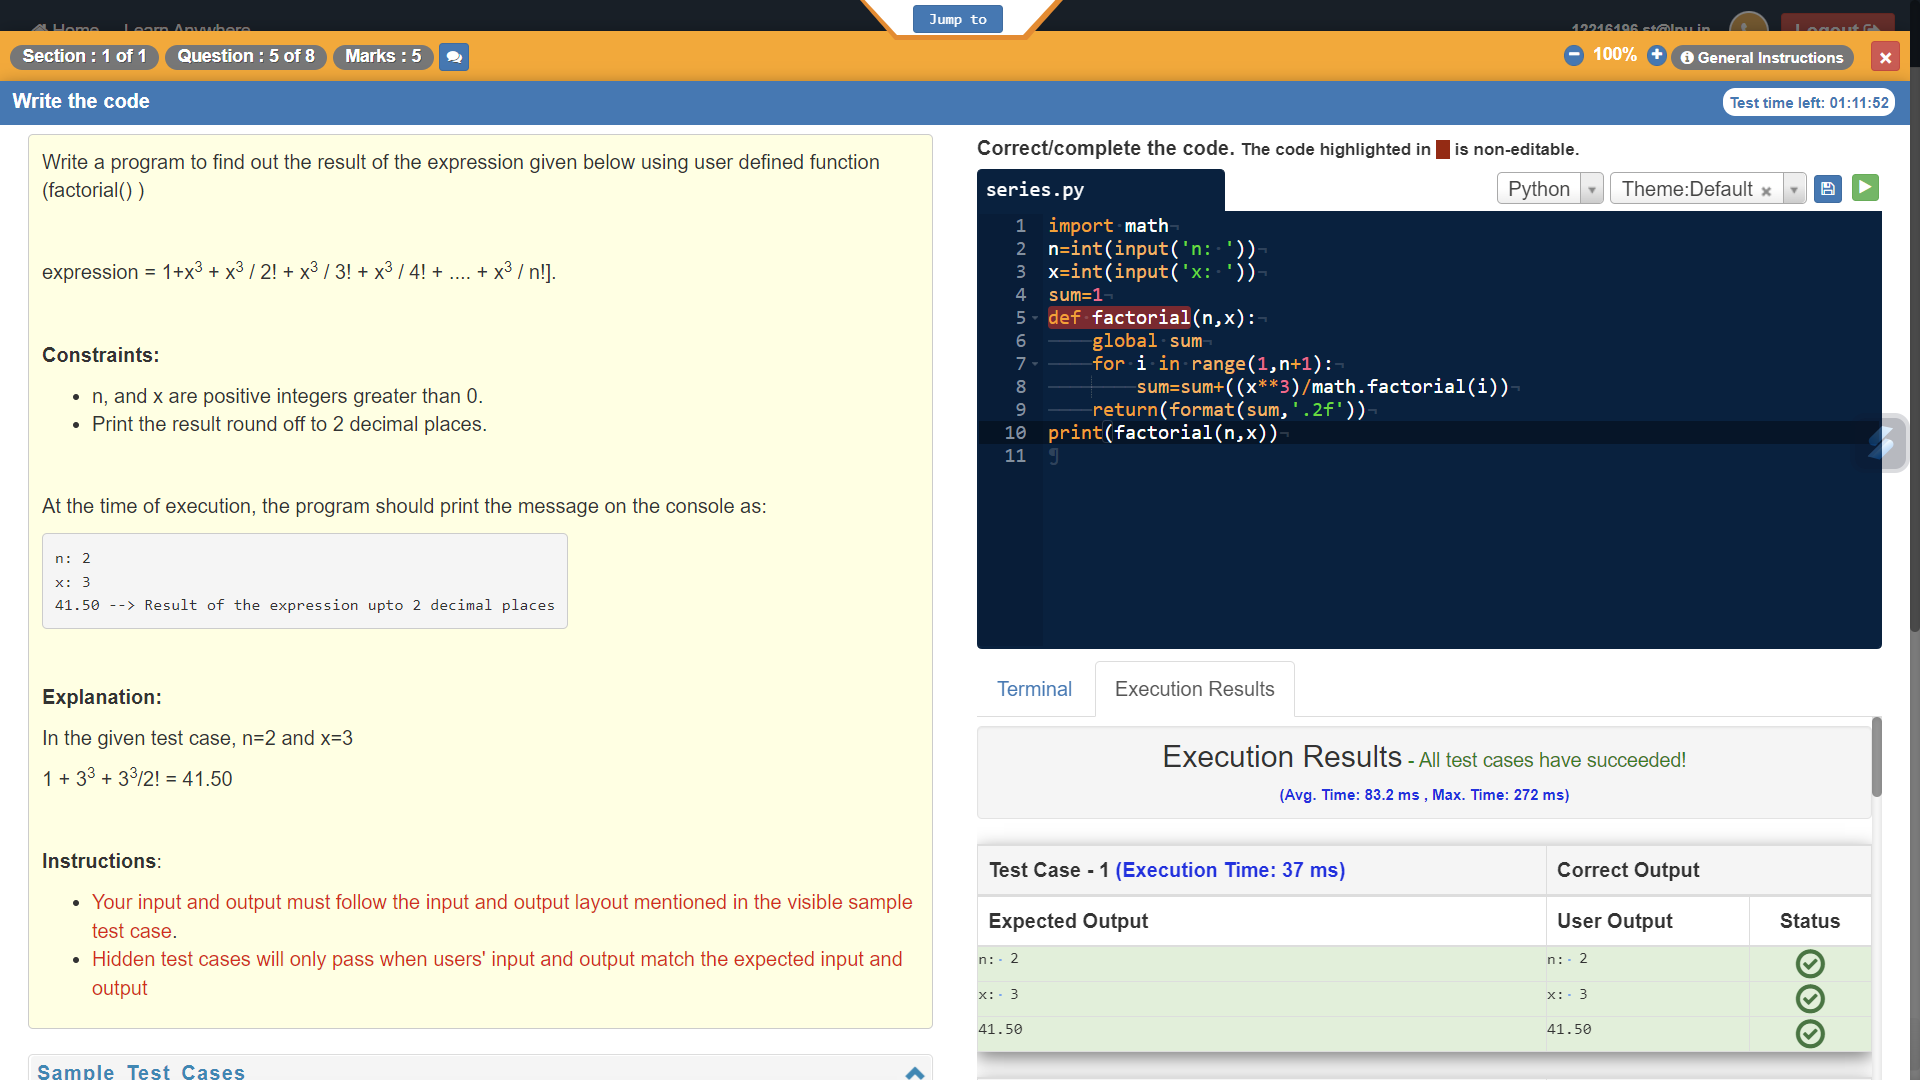 Home Learn Anywhere
Jump to
12216196.st@lpu.in Logout
Section : 1 of 1 Question : 5 of 8 Marks : 5
100% General Instructions
Write the code
Test time left: 01:11:52
Write a program to find out the result of the expression given below using user defined function
(factorial() )
expression = 1+x³ + x³ / 2! + x³ / 3! + x³ / 4! + .... + x³ / n!].
Constraints:
• n, and x are positive integers greater than 0.
• Print the result round off to 2 decimal places.
At the time of execution, the program should print the message on the console as:
n: 2
x: 3
41.50 --> Result of the expression upto 2 decimal places
Explanation:
In the given test case, n=2 and x=3
1 + 3³ + 3³/2! = 41.50
Instructions:
• Your input and output must follow the input and output layout mentioned in the visible sample
test case.
• Hidden test cases will only pass when users' input and output match the expected input and
output
Sample Test Cases
Correct/complete the code. The code highlighted in is non-editable.
series.py
Python Theme:Default ×
1 import math
2 n=int(input('n: '))
3 x=int(input('x: '))
4 sum=1
5 def factorial(n,x):
6 global sum
7 for i in range(1,n+1):
8 sum=sum+((x**3)/math.factorial(i))
9 return(format(sum,'.2f'))
10 print(factorial(n,x))
11
Terminal Execution Results
Execution Results - All test cases have succeeded!
(Avg. Time: 83.2 ms , Max. Time: 272 ms)
Test Case - 1 (Execution Time: 37 ms) Correct Output
Expected Output User Output Status
n: 2 n: 2
x: 3 x: 3
41.50 41.50